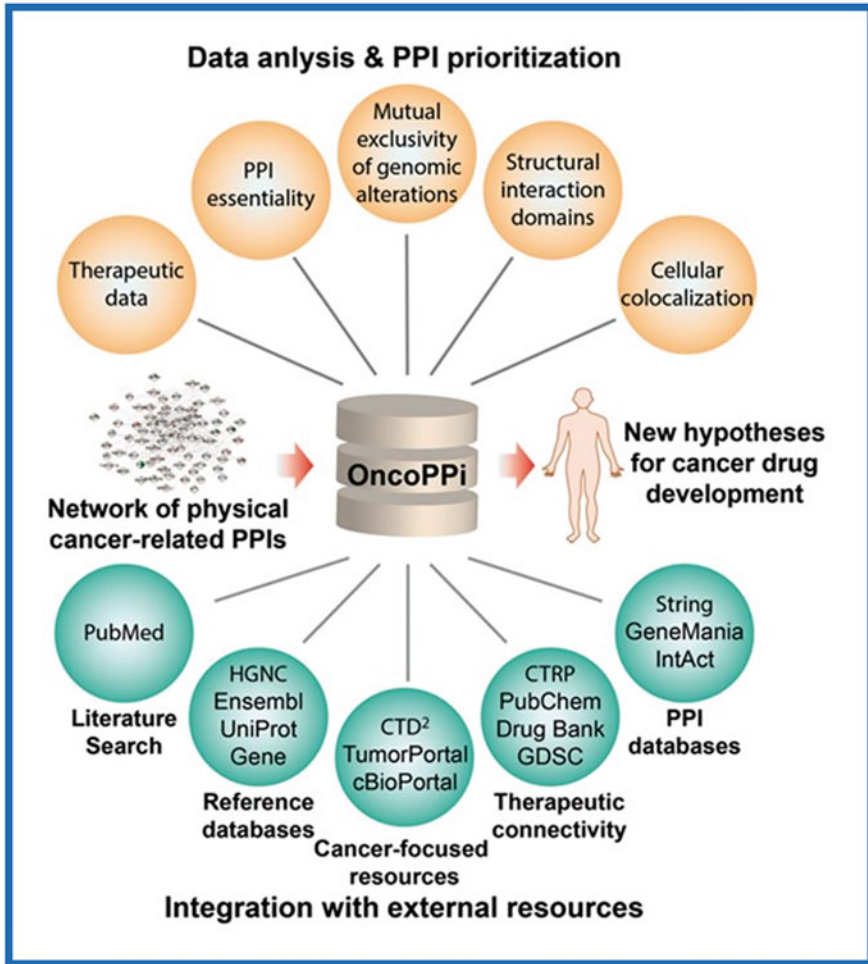 Data anlysis & PPI prioritization
Mutual
exclusivity
of genomic
alterations
PPI
essentiality
Structural
interaction
domains
Therapeutic
data
Cellular
colocalization
OncoPPi
New hypotheses
for cancer drug
development
Network of physical
cancer-related PPIs
PubMed
Literature
Search
HGNC
Ensembl
UniProt
Gene
Reference
databases
CTD²
TumorPortal
cBioPortal
Cancer-focused
resources
CTRP
PubChem
Drug Bank
GDSC
Therapeutic
connectivity
String
GeneMania
IntAct
PPI
databases
Integration with external resources